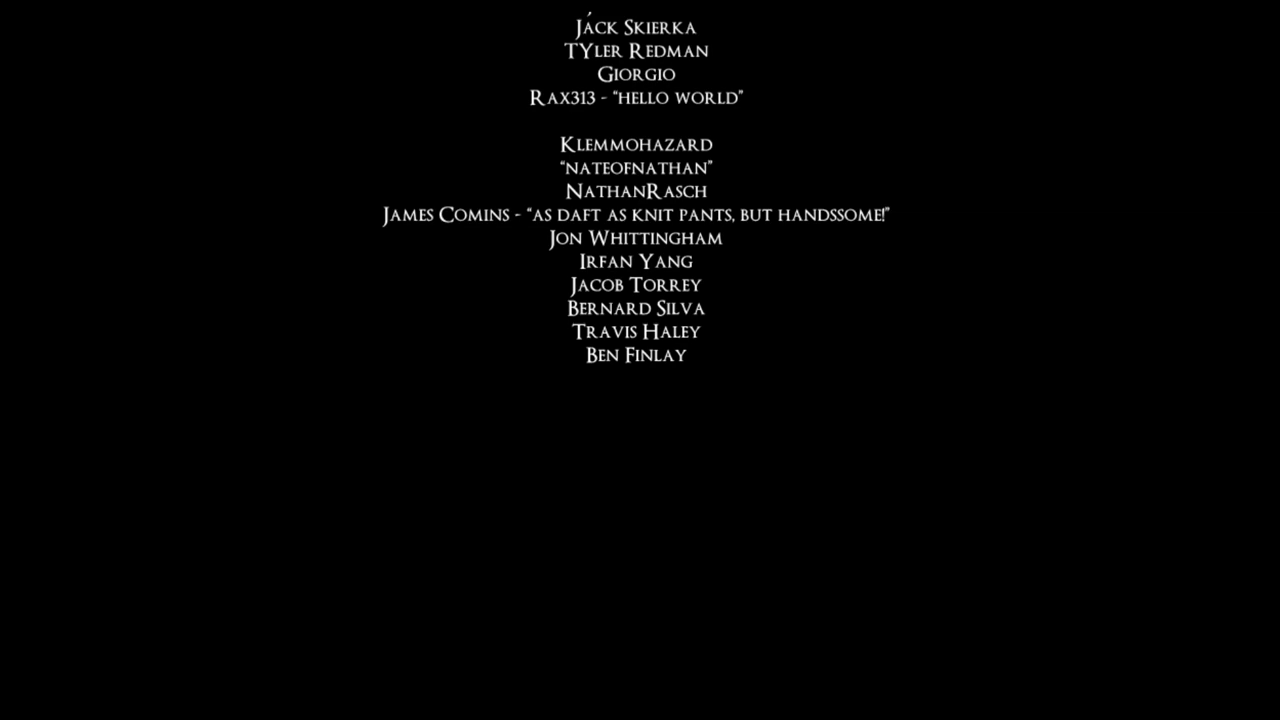 Jáck Skierka
TYler Redman
Giorgio
Rax313 - "hello world"
Klemmohazard
"nateofnathan"
NathanRasch
James Comins - "as daft as knit pants, but handssome!"
Jon Whittingham
Irfan Yang
Jacob Torrey
Bernard Silva
Travis Haley
Ben Finlay